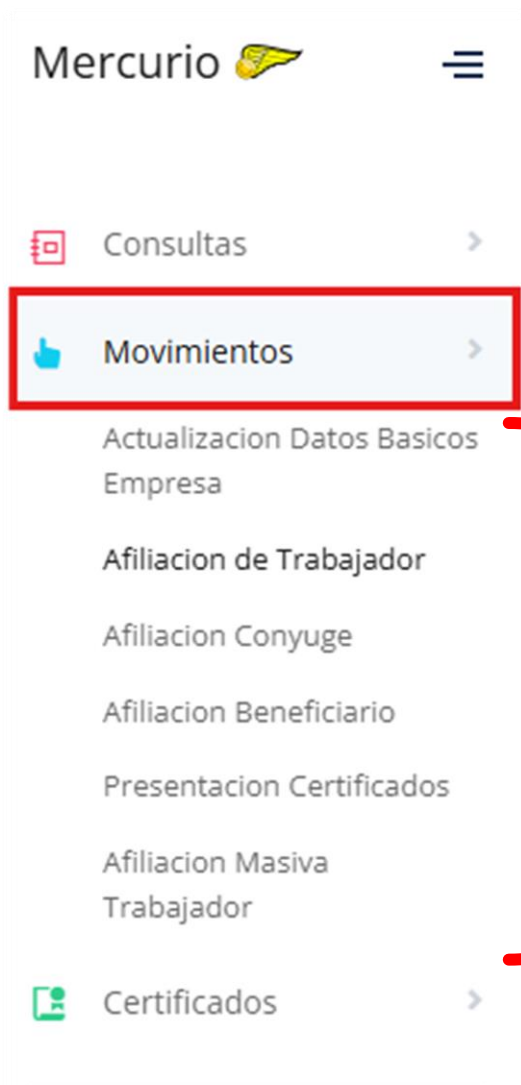 Mercurio
Consultas
Movimientos
Actualizacion Datos Basicos
Empresa
Afiliacion de Trabajador
Afiliacion Conyuge
Afiliacion Beneficiario
Presentacion Certificados
Afiliacion Masiva
Trabajador
Certificados